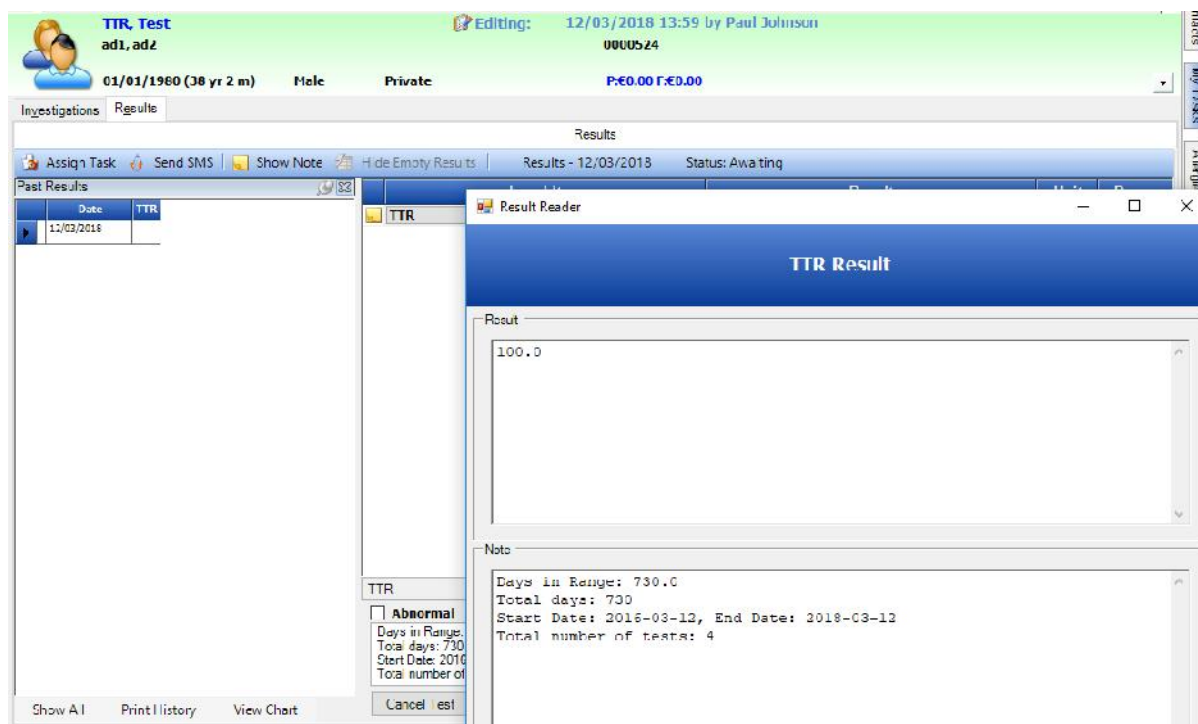 TTR, Test
Editing: 12/03/2018 13:59 by Paul Johnson
ad1, ad2
0000524
01/01/1980 (38 yr 2 m) Male Private P:€0.00 F:€0.00
Investigations Results
Results
Assign Task Send SMS Show Note Hide Empty Results Results - 12/03/2018 Status: Awaiting
Past Results
Date TTR
12/03/2018
TTR
Result Reader
TTR Result
Result
100.0
Note
Days in Range: 730.0
Total days: 730
Start Date: 2016-03-12, End Date: 2018-03-12
Total number of tests: 4
TTR
Abnormal
Days in Range:
Total days: 730
Start Date: 2016
Total number of
Cancel Test
Show All Print History View Chart
My Tasks